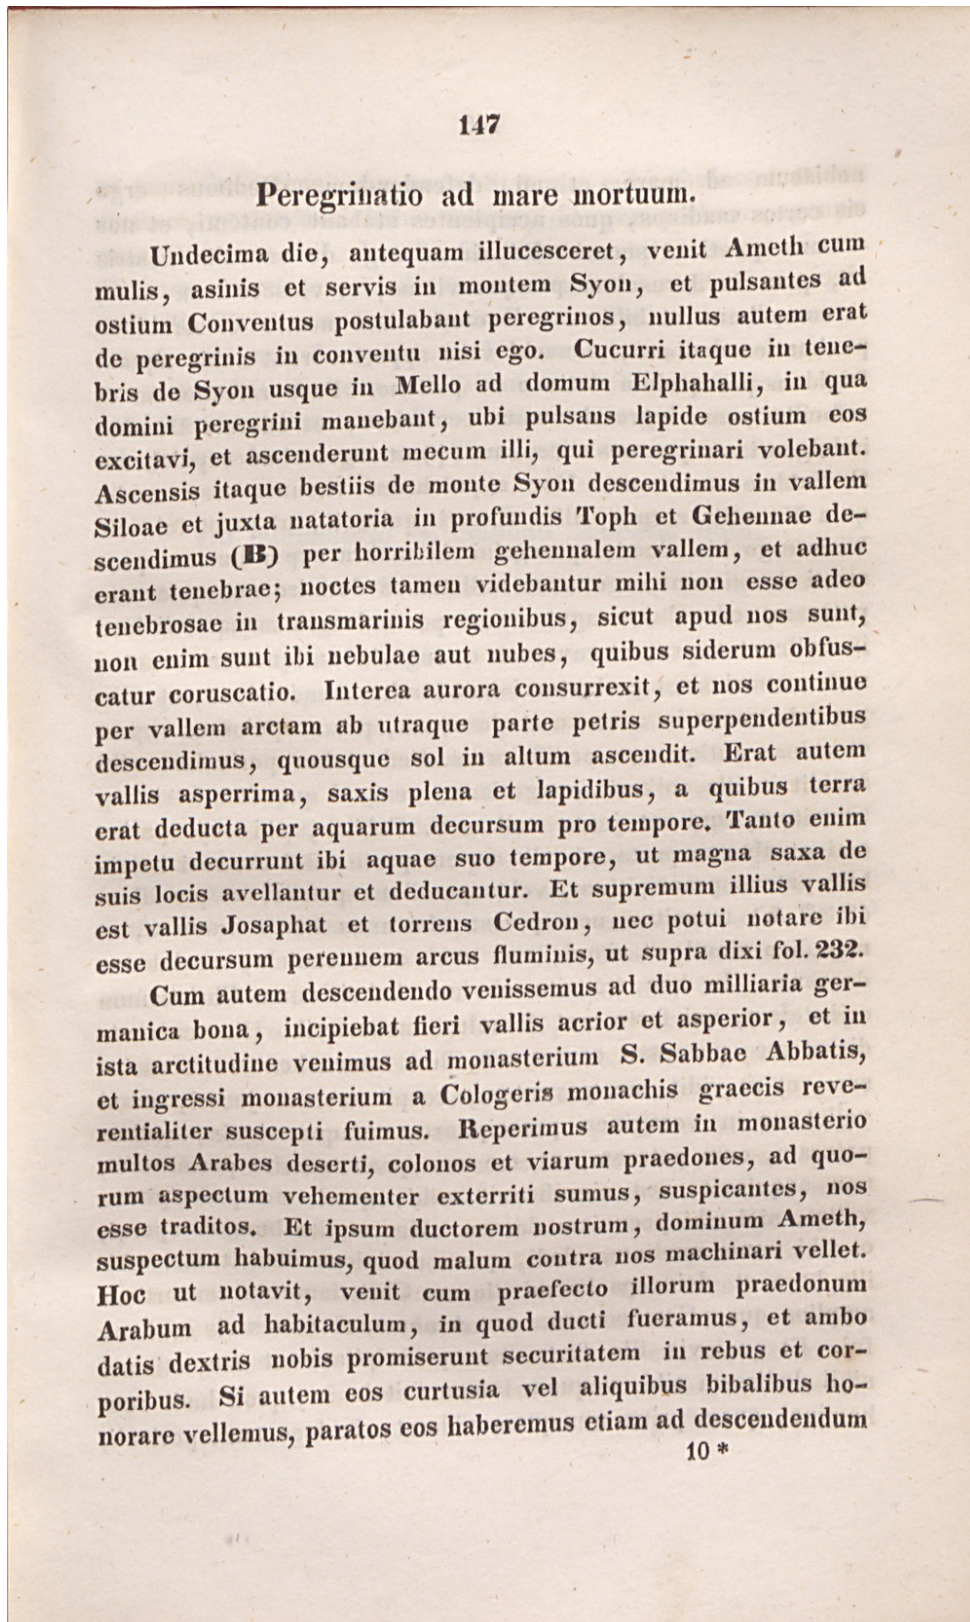 147
Peregrinatio ad mare mortuum.
Undecima die, antequam illucesceret, venit Ameth cum
mulis, asinis et servis in montem Syon, et pulsantes ad
ostium Conventus postulabant peregrinos, nullus autem erat
de peregrinis in conventu nisi ego. Cucurri itaque in tene-
bris de Syon usque in Mello ad domum Elphahalli, in qua
domini peregrini manebant, ubi pulsans lapide ostium eos
excitavi, et ascenderunt mecum illi, qui peregrinari volebant.
Ascensis itaque bestiis de monte Syon descendimus in vallem
Siloae et juxta natatoria in profundis Toph et Gehennae de-
scendimus (B) per horribilem gehennalem vallem, et adhuc
erant tenebrae; noctes tamen videbantur mihi non esse adeo
tenebrosae in transmarinis regionibus, sicut apud nos sunt,
non enim sunt ibi nebulae aut nubes, quibus siderum obfus-
catur coruscatio. Interea aurora consurrexit, et nos continue
per vallem arctam ab utraque parte petris superpendentibus
descendimus, quousque sol in altum ascendit. Erat autem
vallis asperrima, saxis plena et lapidibus, a quibus terra
erat deducta per aquarum decursum pro tempore. Tanto enim
impetu decurrunt ibi aquae suo tempore, ut magna saxa de
suis locis avellantur et deducantur. Et supremum illius vallis
est vallis Josaphat et torrens Cedron, nec potui notare ibi
esse decursum perennem arcus fluminis, ut supra dixi fol. 232.
Cum autem descendendo venissemus ad duo milliaria ger-
manica bona, incipiebat fieri vallis acrior et asperior, et in
ista arctitudine venimus ad monasterium S. Sabbae Abbatis,
et ingressi monasterium a Cologeris monachis graecis reve-
rentialiter suscepti fuimus. Reperimus autem in monasterio
multos Arabes deserti, colonos et viarum praedones, ad quo-
rum aspectum vehementer exterriti sumus, suspicantes, nos
esse traditos. Et ipsum ductorem nostrum, dominum Ameth,
suspectum habuimus, quod malum contra nos machinari vellet.
Hoc ut notavit, venit cum praefecto illorum praedonum
Arabum ad habitaculum, in quod ducti fueramus, et ambo
datis dextris nobis promiserunt securitatem in rebus et cor-
poribus. Si autem eos curtusia vel aliquibus bibalibus ho-
norare vellemus, paratos eos haberemus etiam ad descendendum
10 *